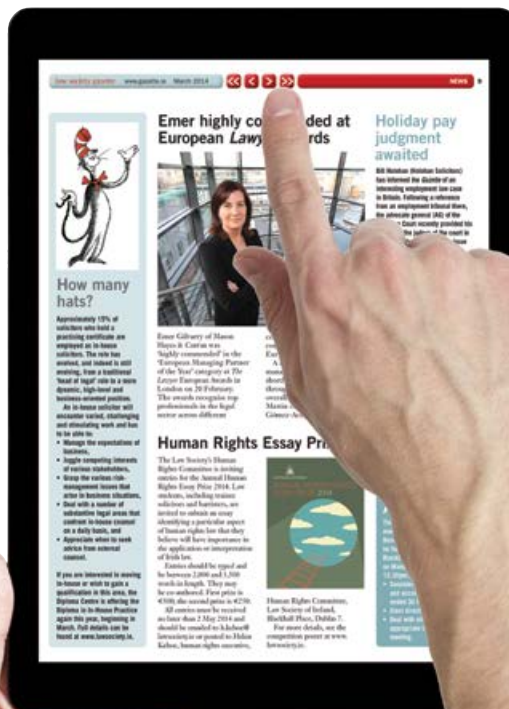 law society gazette www.gazette.ie March 2014
NEWS 9
How many
hats?
Approximately 15% of
solicitors who hold a
practising certificate are
employed as in-house
solicitors. The role has
evolved, and indeed is still
evolving, from a traditional
'head of legal' role to a more
dynamic, high-level and
business-oriented position.
An in-house solicitor will
encounter varied, challenging
and stimulating work and has
to be able to:
• Manage the expectations of
business,
• Juggle competing interests
of various stakeholders,
• Grasp the various risk-
management issues that
arise in business situations,
• Deal with a number of
substantive legal areas that
confront in-house counsel
on a daily basis, and
• Appreciate when to seek
advice from external
counsel.
If you are interested in moving
in-house or wish to gain a
qualification in this area, the
Diploma Centre is offering the
Diploma in In-House Practice
again this year, beginning in
March. Full details can be
found at www.lawsociety.ie.
Emer highly co ded at
European Lawy rds
Emer Gilvarry of Mason
Hayes & Curran was
'highly commended' in the
'European Managing Partner
of the Year' category at The
Lawyer European Awards in
London on 20 February.
The awards recognise top
professionals in the legal
sector across different
Human Rights Essay Pri
The Law Society's Human
Rights Committee is inviting
entries for the Annual Human
Rights Essay Prize 2014. Law
students, including trainee
solicitors and barristers, are
invited to submit an essay
identifying a particular aspect
of human rights law that they
believe will have importance in
the application or interpretation
of Irish law.
Entries should be typed and
be between 2,000 and 3,500
words in length. They may
be co-authored. First prize is
€500; the second prize is €250.
All entries must be received
no later than 2 May 2014 and
should be emailed to
lawsociety.ie or posted to Helen
Kehoe, human rights executive,
Human Rights Committee,
Law Society of Ireland,
Blackhall Place, Dublin 7.
For more details, see the
competition poster at www.
lawsociety.ie.
Holiday pay
judgment
awaited
Bill Holohan (Holohan Solicitors)
has informed the Gazette of an
interesting employment law case
in Britain. Following a reference
from an employment tribunal there,
the advocate general (AG) of the
Court recently provided his
the court in
issue